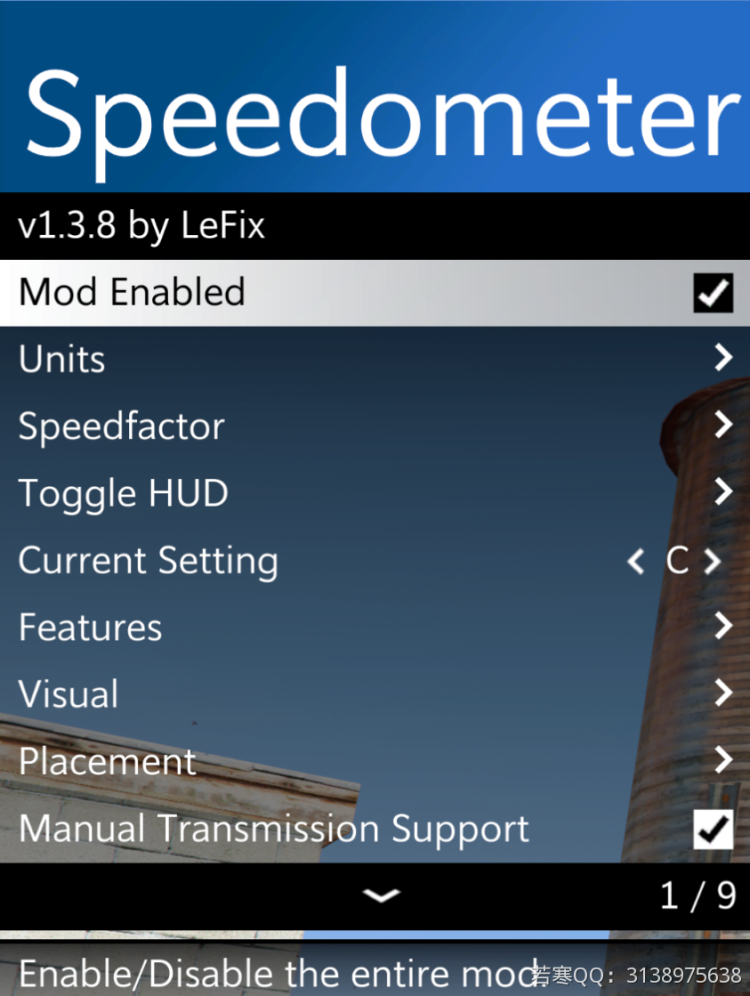 Speedometer
v1.3.8 by LeFix
Mod Enabled
Units
Speedfactor
Toggle HUD
Current Setting C
Features
Visual
Placement
Manual Transmission Support
1 / 9
Enable/Disable the entire mod.
若寒QQ：3138975638